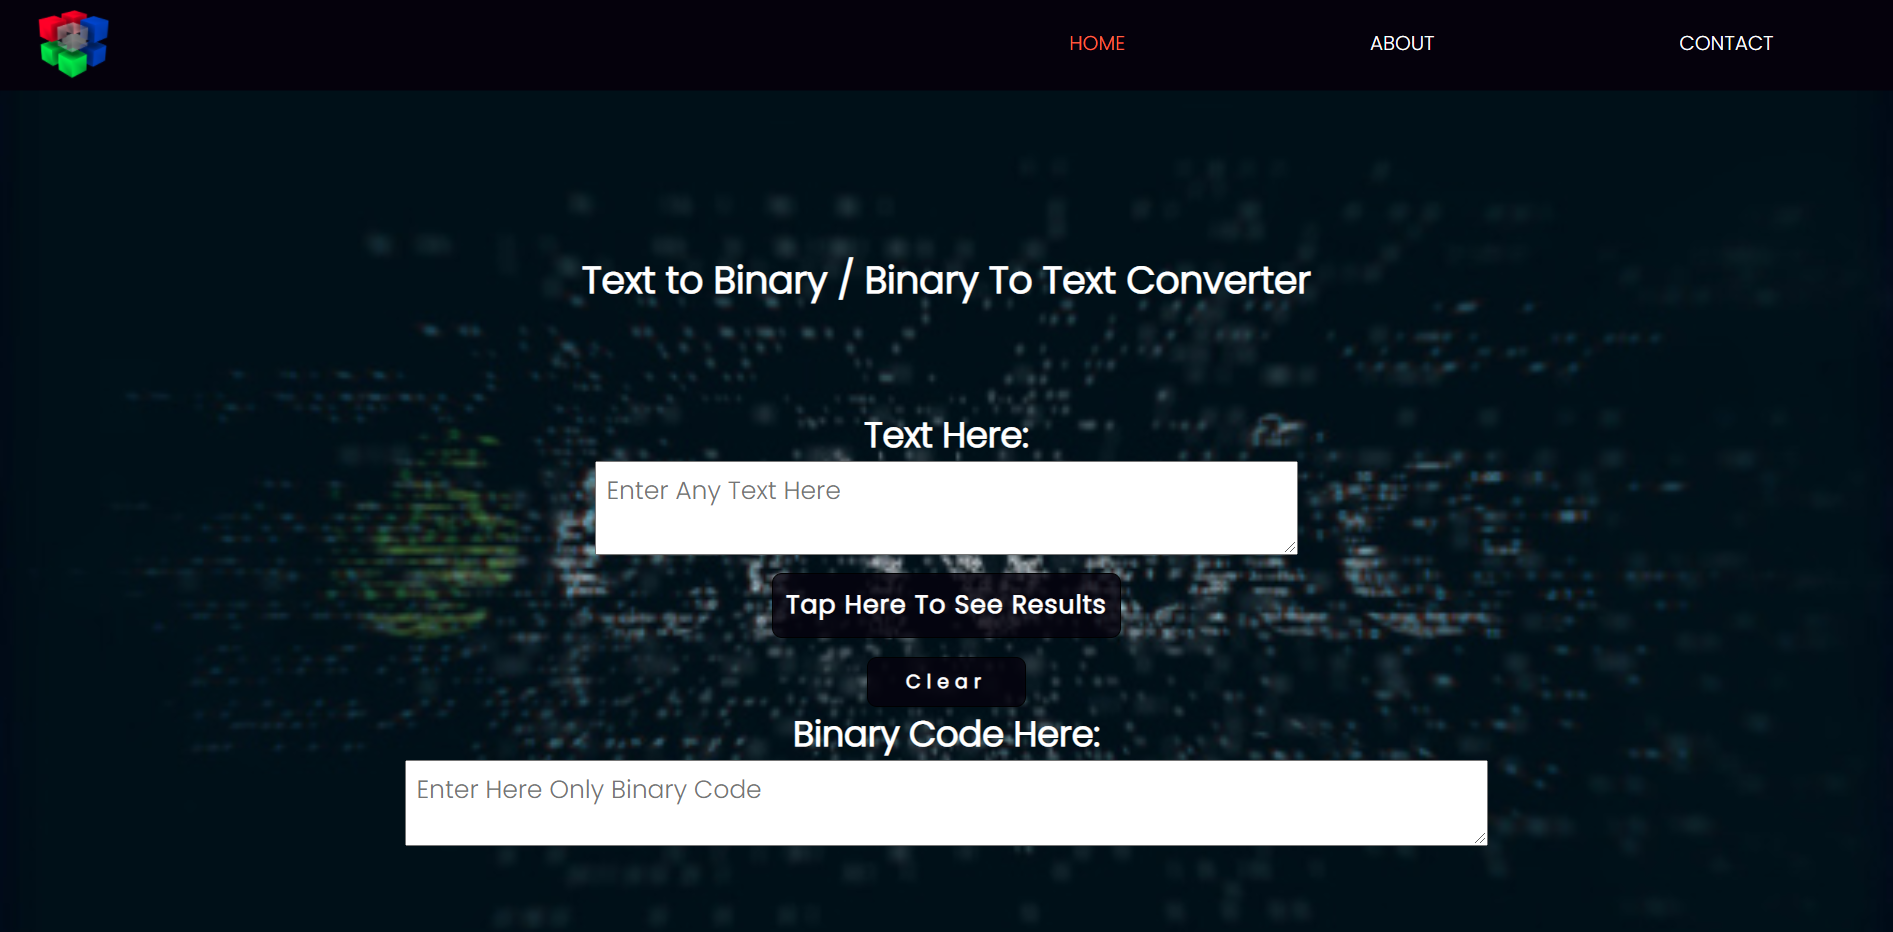 HOME ABOUT CONTACT
Text to Binary / Binary To Text Converter
Text Here:
Enter Any Text Here
Tap Here To See Results
Clear
Binary Code Here:
Enter Here Only Binary Code